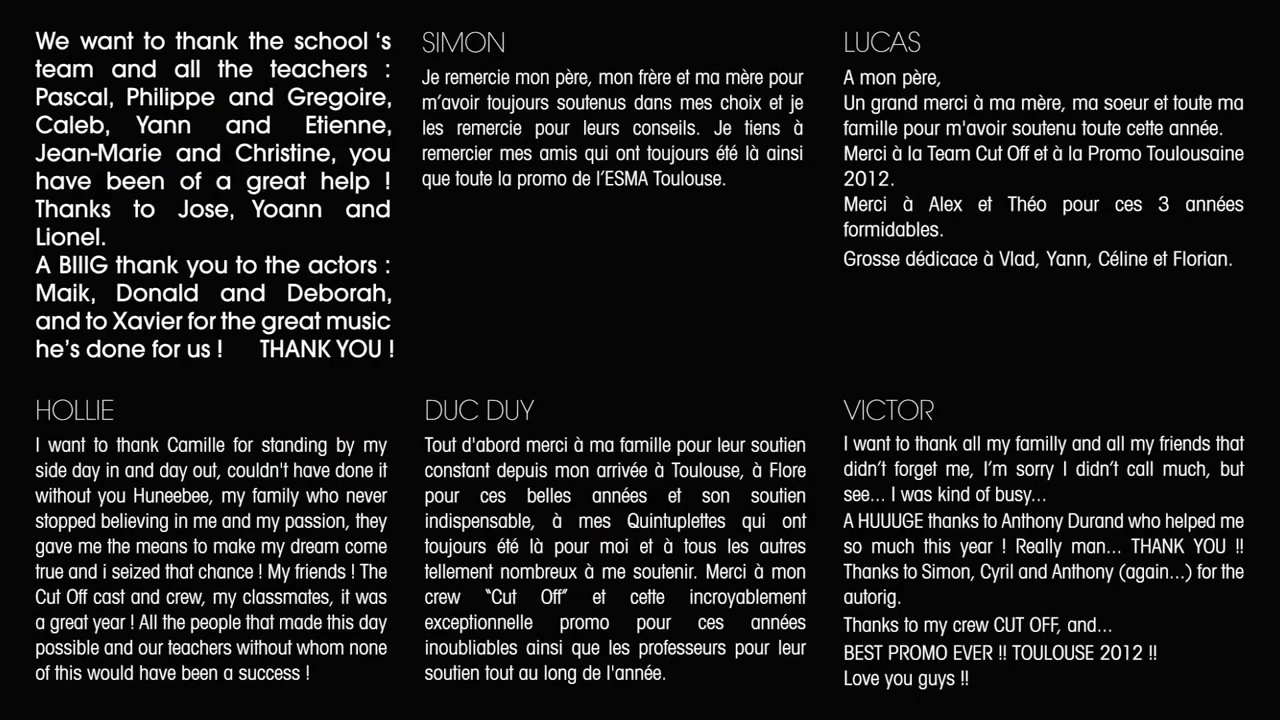 We want to thank the school ‘s
team and all the teachers :
Pascal, Philippe and Gregoire,
Caleb, Yann and Etienne,
Jean-Marie and Christine, you
have been of a great help !
Thanks to Jose, Yoann and
Lionel.
A BIIIG thank you to the actors :
Maik, Donald and Deborah,
and to Xavier for the great music
he’s done for us ! THANK YOU !
SIMON
Je remercie mon père, mon frère et ma mère pour
m’avoir toujours soutenus dans mes choix et je
les remercie pour leurs conseils. Je tiens à
remercier mes amis qui ont toujours été là ainsi
que toute la promo de l’ESMA Toulouse.
LUCAS
A mon père,
Un grand merci à ma mère, ma soeur et toute ma
famille pour m'avoir soutenu toute cette année.
Merci à la Team Cut Off et à la Promo Toulousaine
2012.
Merci à Alex et Théo pour ces 3 années
formidables.
Grosse dédicace à Vlad, Yann, Céline et Florian.
HOLLIE
I want to thank Camille for standing by my
side day in and day out, couldn't have done it
without you Huneebee, my family who never
stopped believing in me and my passion, they
gave me the means to make my dream come
true and i seized that chance ! My friends ! The
Cut Off cast and crew, my classmates, it was
a great year ! All the people that made this day
possible and our teachers without whom none
of this would have been a success !
DUC DUY
Tout d'abord merci à ma famille pour leur soutien
constant depuis mon arrivée à Toulouse, à Flore
pour ces belles années et son soutien
indispensable, à mes Quintuplettes qui ont
toujours été là pour moi et à tous les autres
tellement nombreux à me soutenir. Merci à mon
crew “Cut Off” et cette incroyablement
exceptionnelle promo pour ces années
inoubliables ainsi que les professeurs pour leur
soutien tout au long de l'année.
VICTOR
I want to thank all my familly and all my friends that
didn’t forget me, I’m sorry I didn’t call much, but
see... I was kind of busy...
A HUUUGE thanks to Anthony Durand who helped me
so much this year ! Really man... THANK YOU !!
Thanks to Simon, Cyril and Anthony (again...) for the
autorig.
Thanks to my crew CUT OFF, and...
BEST PROMO EVER !! TOULOUSE 2012 !!
Love you guys !!